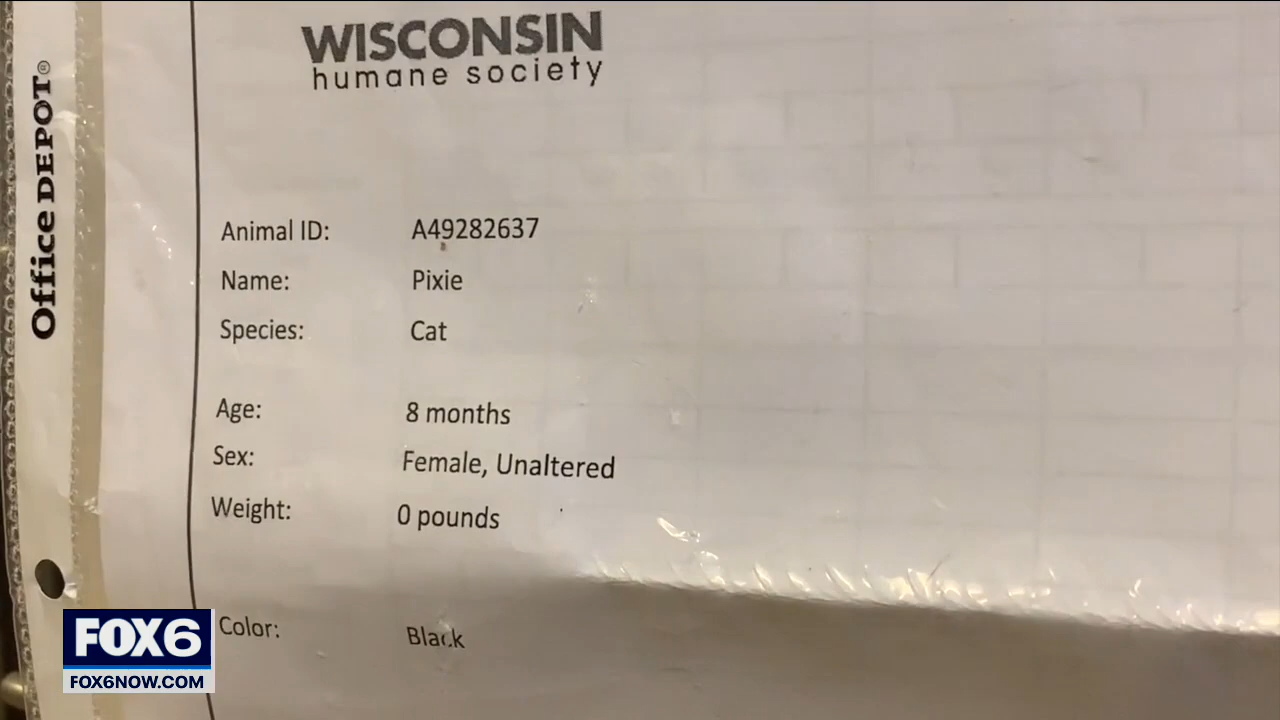 WISCONSIN
humane society
Office DEPOT®
Animal ID: A49282637
Name: Pixie
Species: Cat
Age: 8 months
Sex: Female, Unaltered
Weight: 0 pounds
Color: Black
FOX6
FOX6NOW.COM